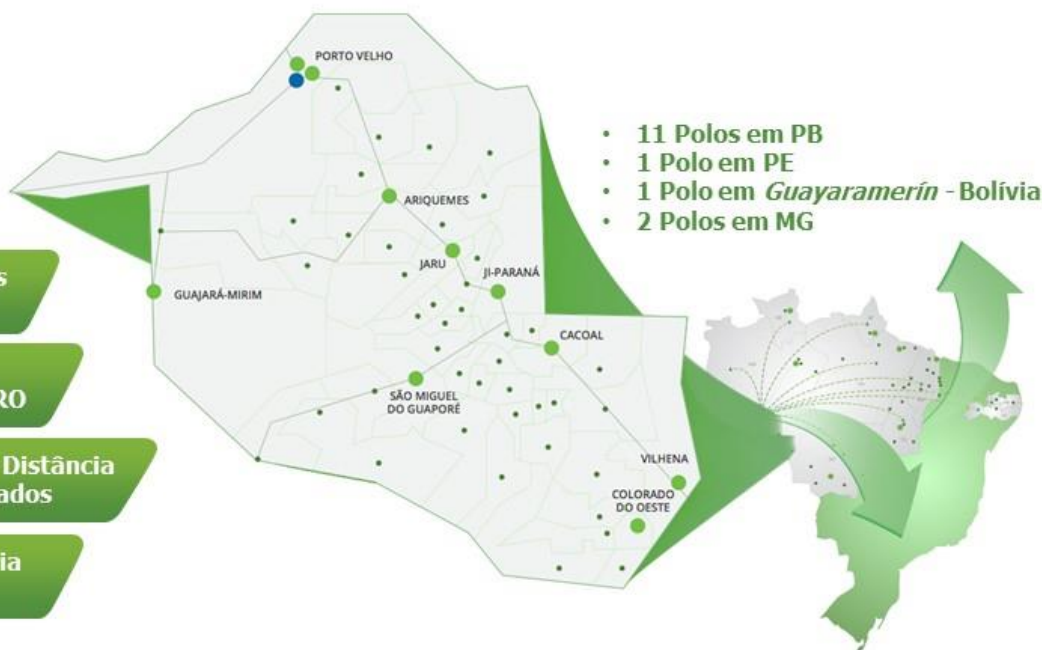 PORTO VELHO
ARIQUEMES
JARU
JI-PARANÁ
GUAJARÁ-MIRIM
CACOAL
SÃO MIGUEL
DO GUAPORÉ
VILHENA
COLORADO
DO OESTE
• 11 Polos em PB
• 1 Polo em PE
• 1 Polo em Guayaramerín - Bolívia
• 2 Polos em MG
s
RO
Distância
ados
ia